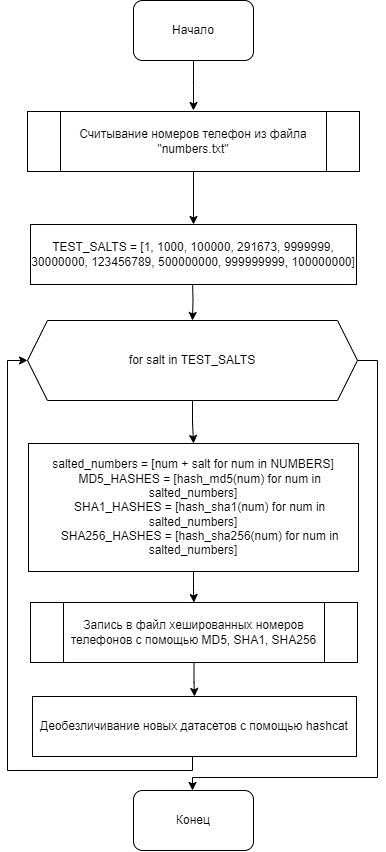 Начало
Считывание номеров телефон из файла
"numbers.txt"
TEST_SALTS = [1, 1000, 100000, 291673, 9999999,
30000000, 123456789, 500000000, 999999999, 100000000]
for salt in TEST_SALTS
salted_numbers = [num + salt for num in NUMBERS]
MD5_HASHES = [hash_md5(num) for num in
salted_numbers]
SHA1_HASHES = [hash_sha1(num) for num in
salted_numbers]
SHA256_HASHES = [hash_sha256(num) for num in
salted_numbers]
Запись в файл хешированных номеров
телефонов с помощью MD5, SHA1, SHA256
Деобезличивание новых датасетов с помощью hashcat
Конец